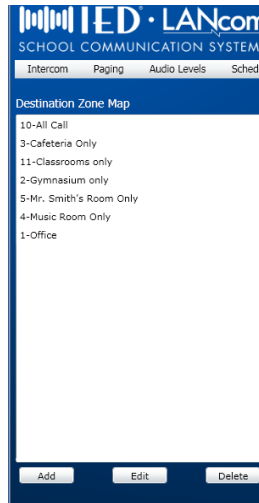 IED® · LANcom
SCHOOL COMMUNICATION SYSTEM
Intercom Paging Audio Levels Sched
Destination Zone Map
10-All Call
3-Cafeteria Only
11-Classrooms only
2-Gymnasium only
5-Mr. Smith's Room Only
4-Music Room Only
1-Office
Add Edit Delete